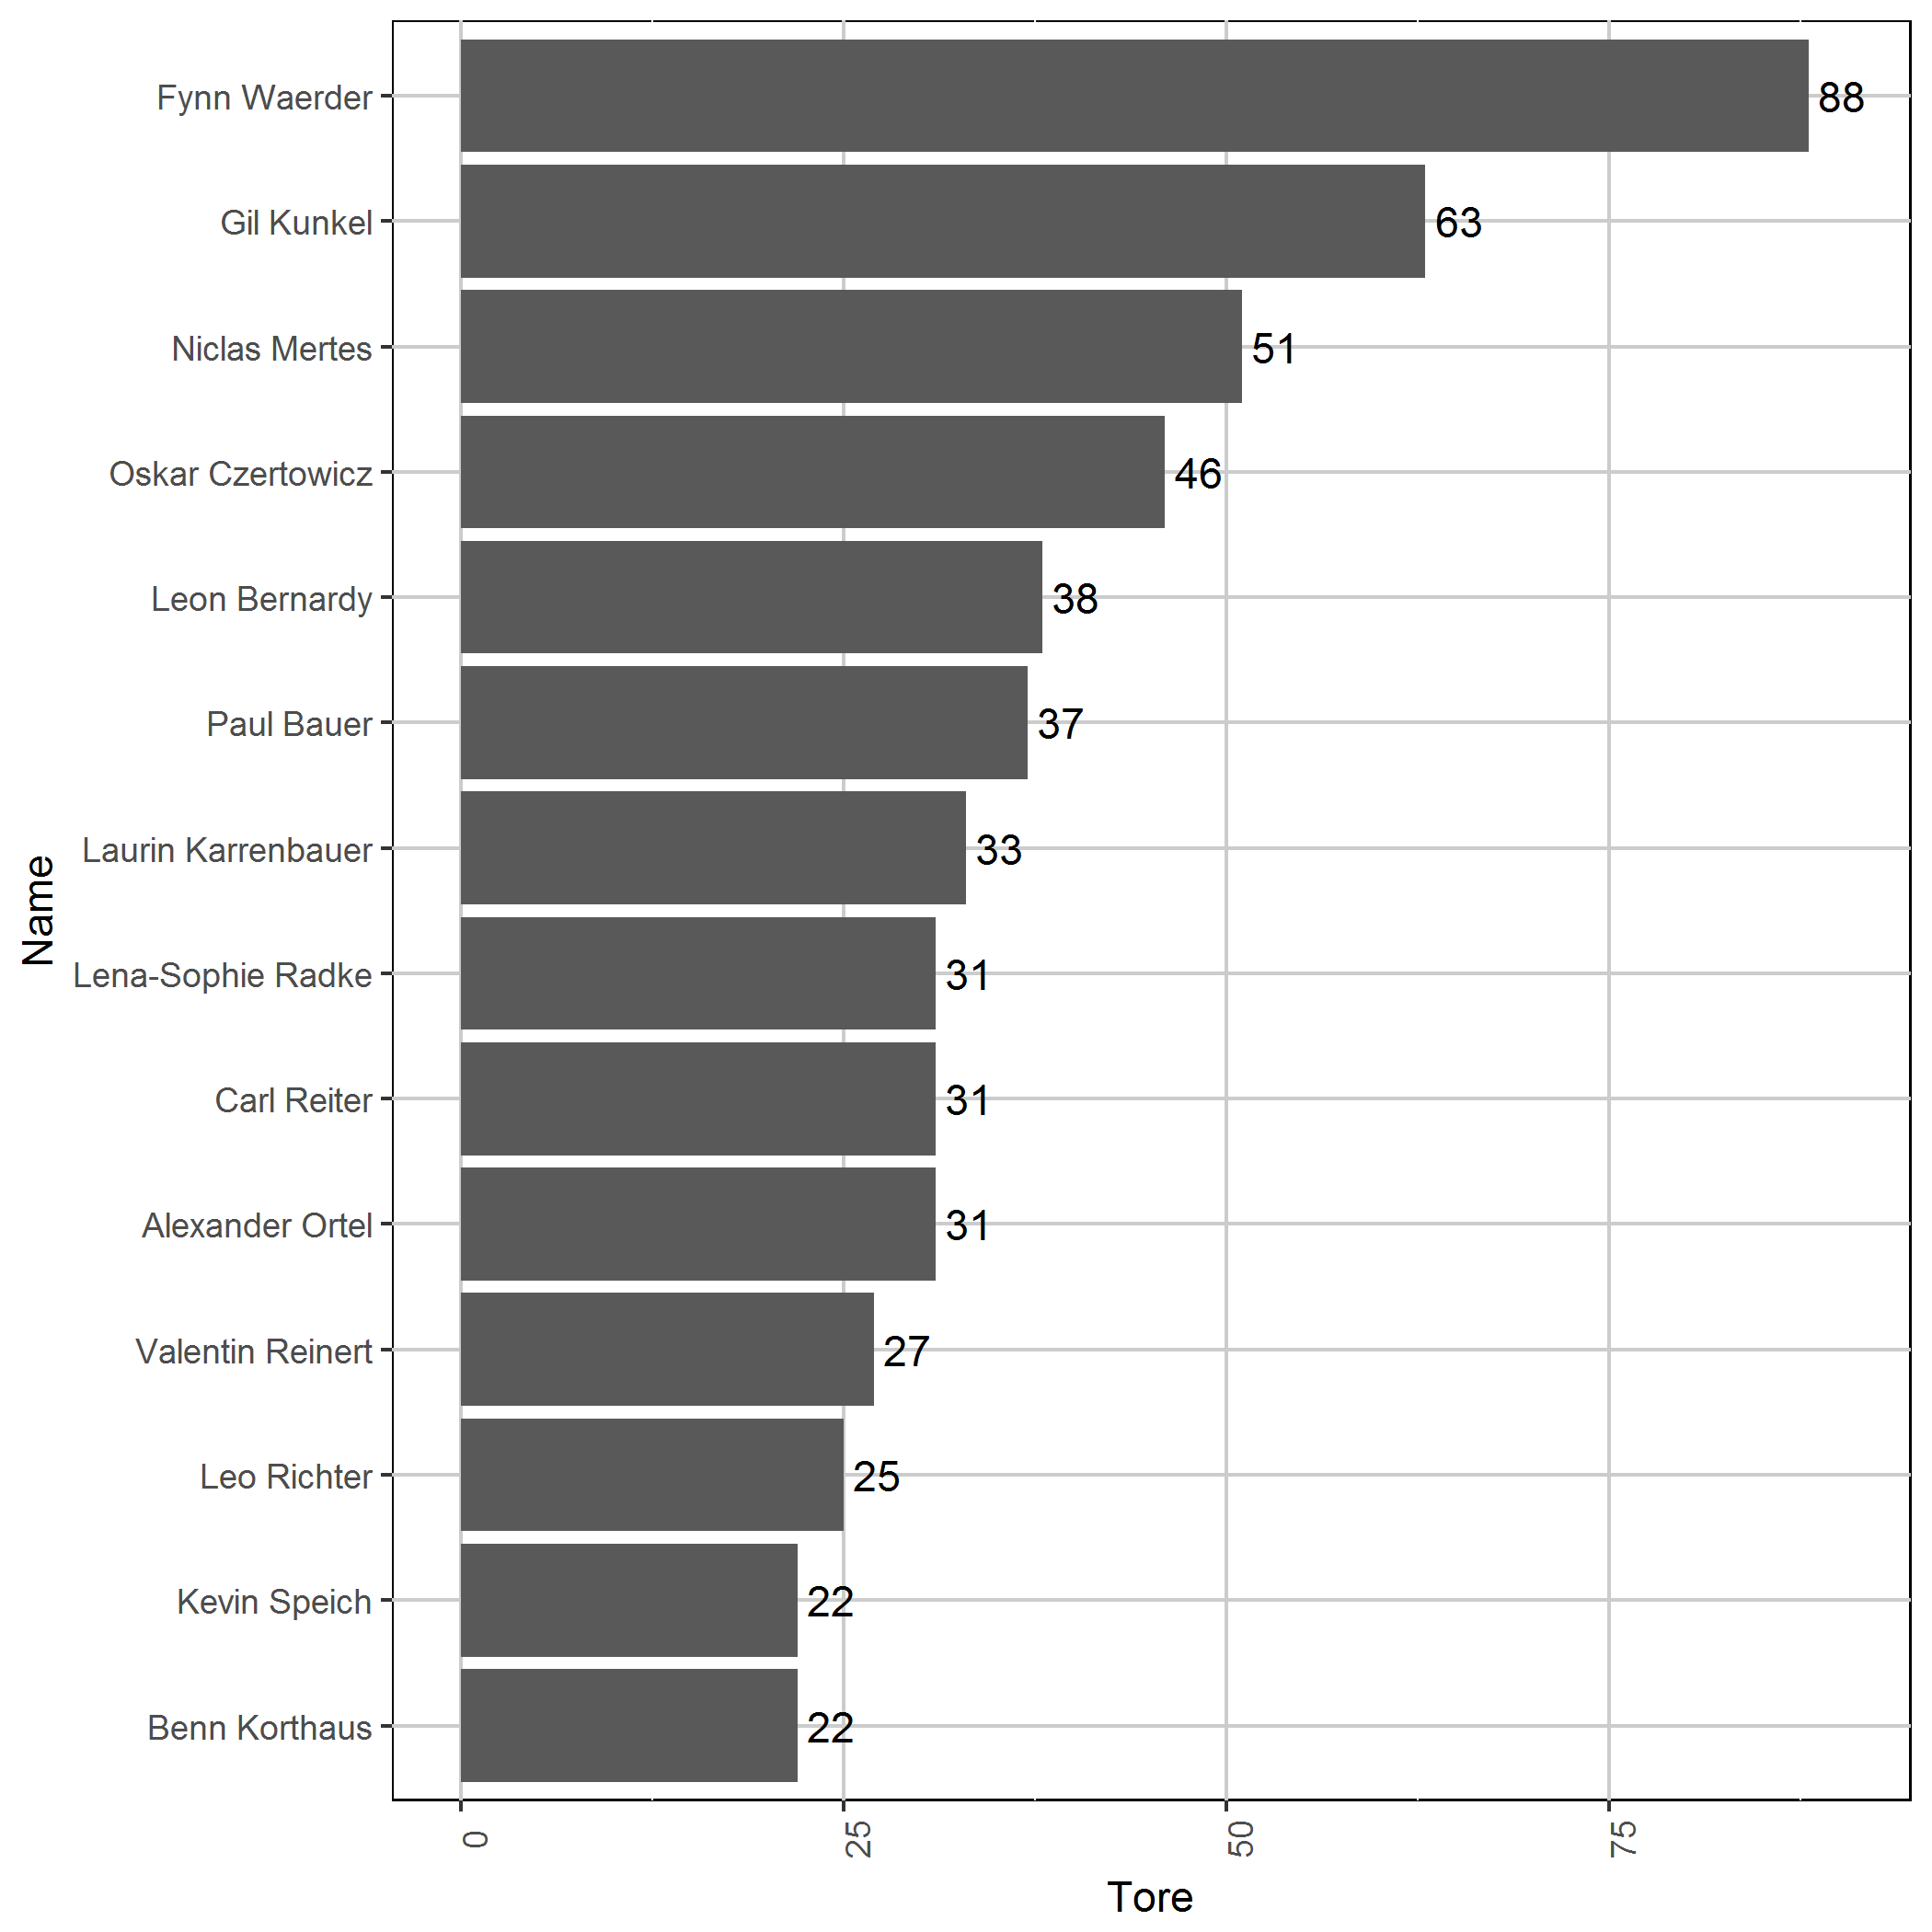 Fynn Waerder 88
Gil Kunkel 63
Niclas Mertes 51
Oskar Czertowicz 46
Leon Bernardy 38
Paul Bauer 37
Laurin Karrenbauer 33
Lena-Sophie Radke 31
Carl Reiter 31
Alexander Ortel 31
Valentin Reinert 27
Leo Richter 25
Kevin Speich 22
Benn Korthaus 22
Name
0 25 50 75
Tore